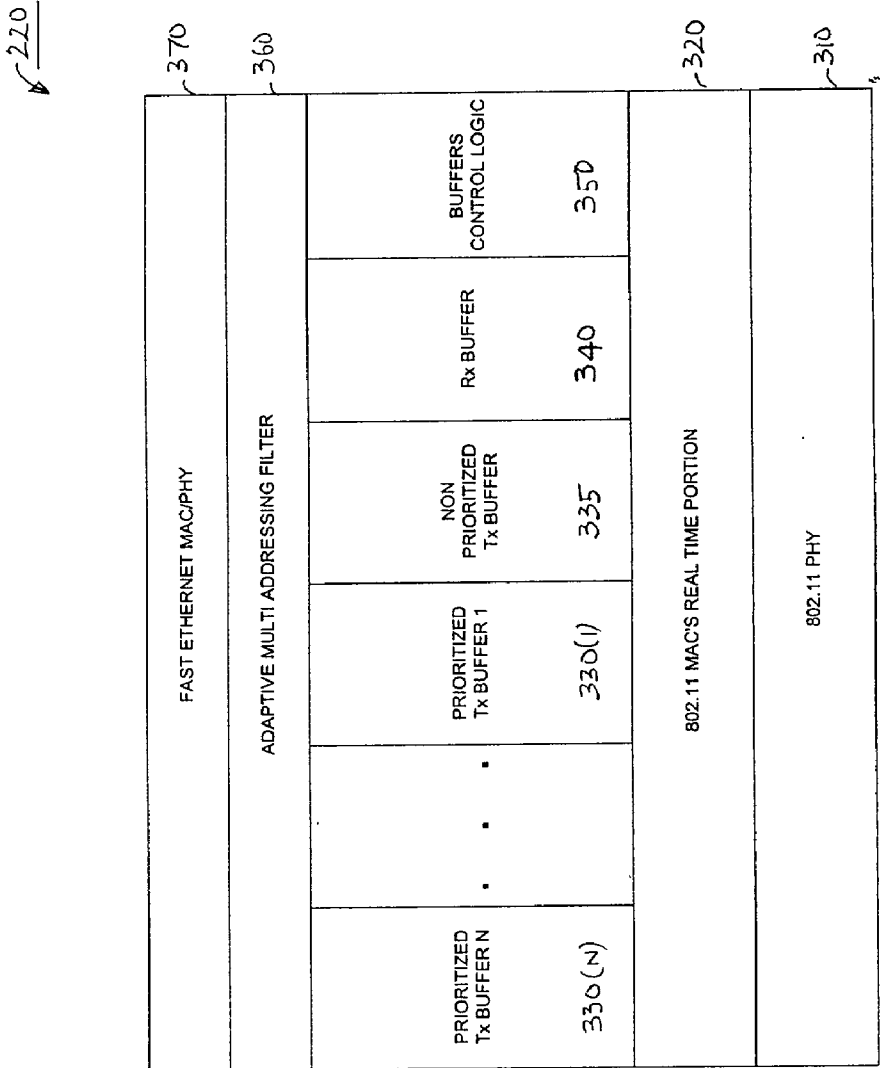 220
FAST ETHERNET MAC/PHY
370
ADAPTIVE MULTI ADDRESSING FILTER
360
PRIORITIZED
Tx BUFFER N
330(N)
. . .
PRIORITIZED
Tx BUFFER 1
330(1)
NON
PRIORITIZED
Tx BUFFER
335
Rx BUFFER
340
BUFFERS
CONTROL LOGIC
350
802.11 MAC'S REAL TIME PORTION
320
802.11 PHY
310